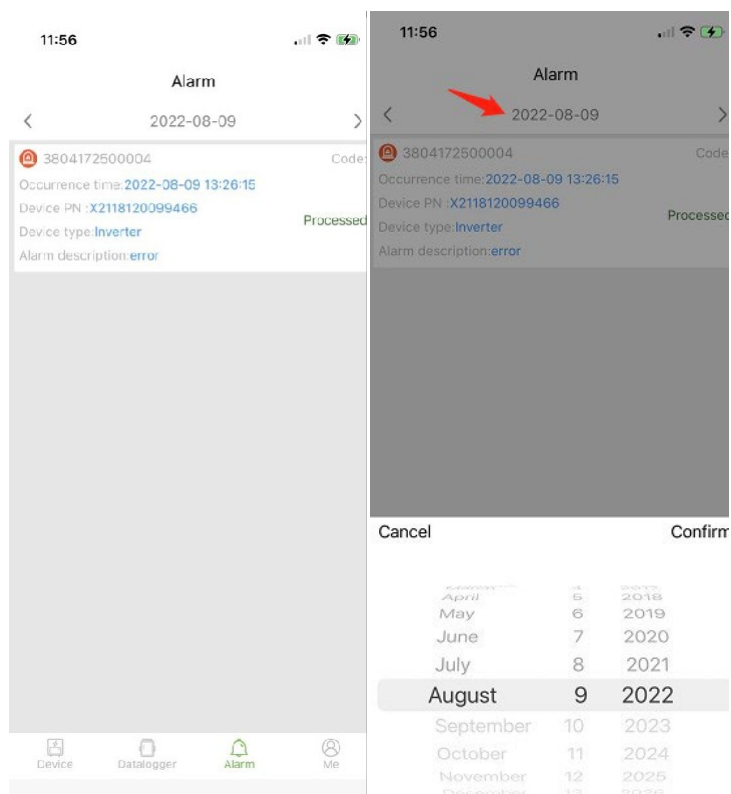 11:56
Alarm
2022-08-09
3804172500004 Code:
Occurrence time:2022-08-09 13:26:15
Device PN :X2118120099466
Processed
Device type:Inverter
Alarm description:error
Device Datalogger Alarm Me
11:56
Alarm
2022-08-09
3804172500004 Code
Occurrence time:2022-08-09 13:26:15
Device PN :X2118120099466
Processed
Device type:Inverter
Alarm description:error
Cancel Confirm
April 5 2018
May 6 2019
June 7 2020
July 8 2021
August 9 2022
September 10 2023
October 11 2024
November 12 2025